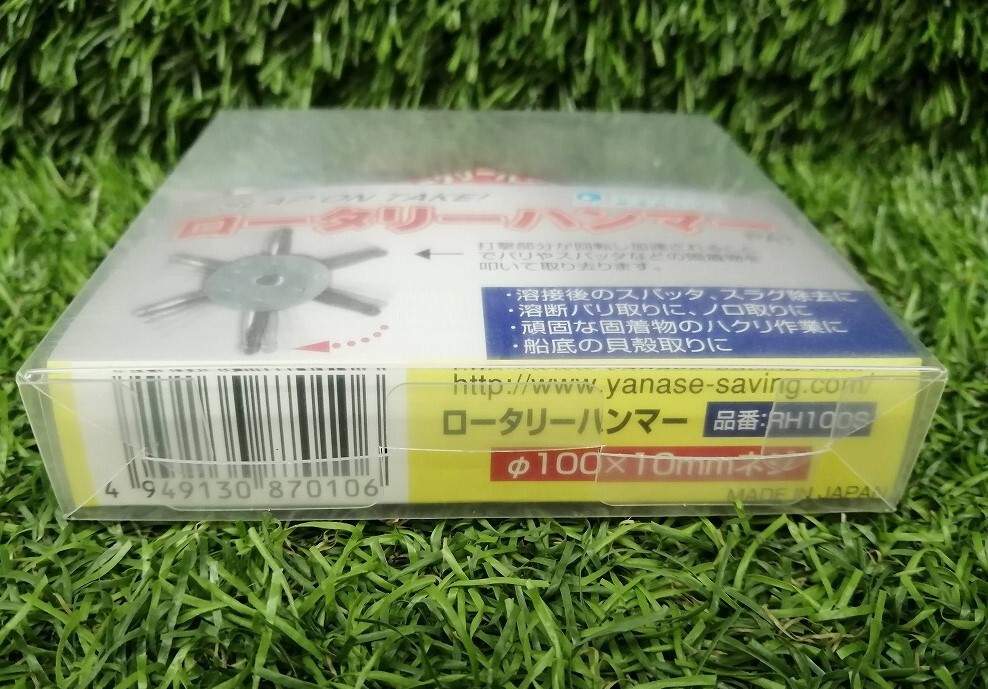 AP ON TAKE!
ロータリーハンマー
打撃部分が回転し加速されること
でバリやスパッタなどの固着物を
叩いて取り去ります。
・溶接後のスパッタ、スラグ除去に
・溶断バリ取りに、ノロ取りに
・頑固な固着物のハクリ作業に
・船底の貝殻取りに
http://www.yanase-saving.com/
ロータリーハンマー 品番:RH100S
φ100×10mmネジ
4 949130 870106
MADE IN JAPAN